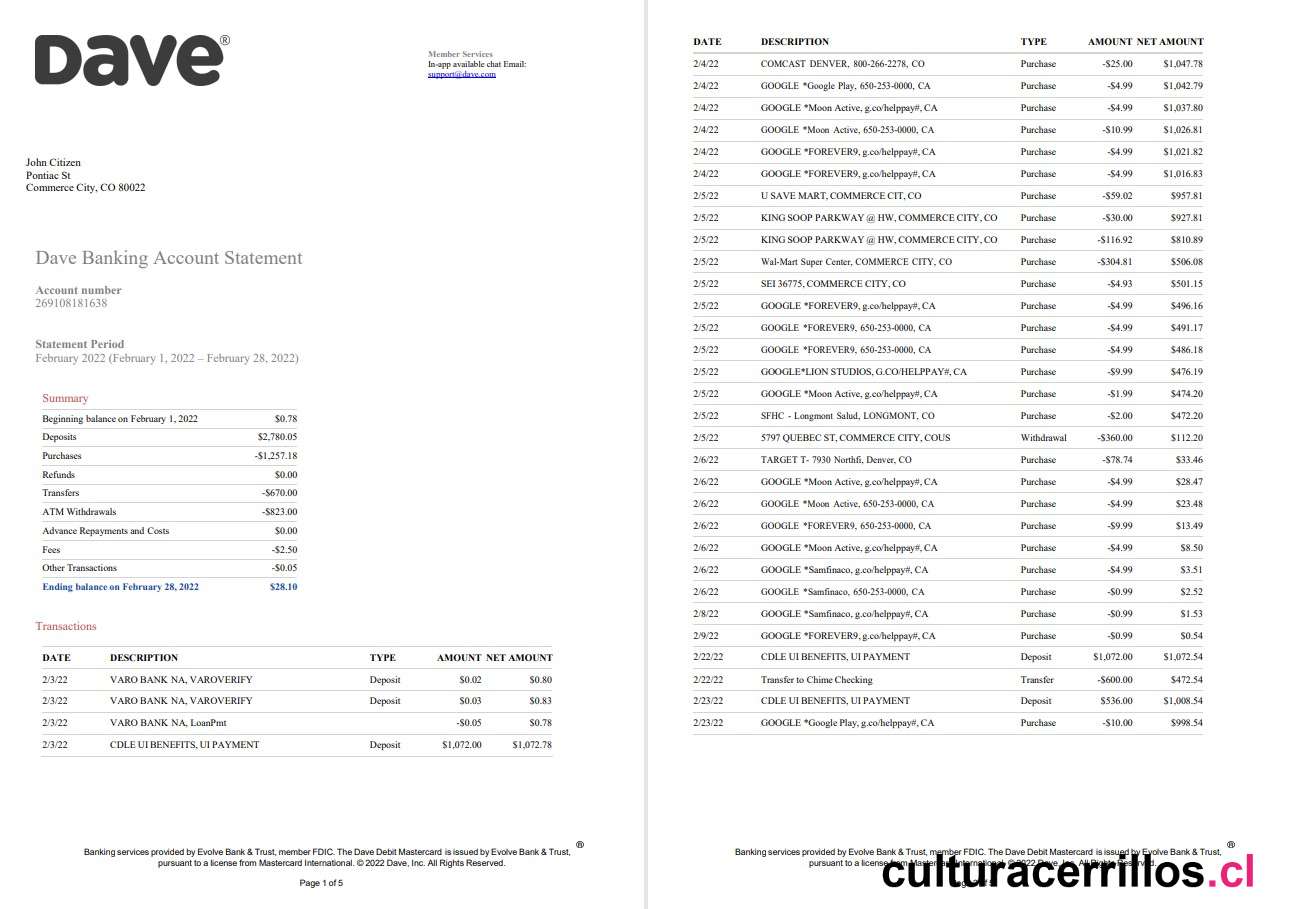 Dave®
Member Services
In-app available chat Email:
support@dave.com
John Citizen
Pontiac St
Commerce City, CO 80022
Dave Banking Account Statement
Account number
269108181638
Statement Period
February 2022 (February 1, 2022 – February 28, 2022)
Summary
Beginning balance on February 1, 2022 $0.78
Deposits $2,780.05
Purchases -$1,257.18
Refunds $0.00
Transfers -$670.00
ATM Withdrawals -$823.00
Advance Repayments and Costs $0.00
Fees -$2.50
Other Transactions -$0.05
Ending balance on February 28, 2022 $28.10
Transactions
DATE DESCRIPTION TYPE AMOUNT NET AMOUNT
2/3/22 VARO BANK NA, VAROVERIFY Deposit $0.02 $0.80
2/3/22 VARO BANK NA, VAROVERIFY Deposit $0.03 $0.83
2/3/22 VARO BANK NA, LoanPmt -$0.05 $0.78
2/3/22 CDLE UI BENEFITS, UI PAYMENT Deposit $1,072.00 $1,072.78
®
Banking services provided by Evolve Bank & Trust, member FDIC. The Dave Debit Mastercard is issued by Evolve Bank & Trust,
pursuant to a license from Mastercard International. © 2022 Dave, Inc. All Rights Reserved.
Page 1 of 5
DATE DESCRIPTION TYPE AMOUNT NET AMOUNT
2/4/22 COMCAST DENVER, 800-266-2278, CO Purchase -$25.00 $1,047.78
2/4/22 GOOGLE *Google Play, 650-253-0000, CA Purchase -$4.99 $1,042.79
2/4/22 GOOGLE *Moon Active, g.co/helppay#, CA Purchase -$4.99 $1,037.80
2/4/22 GOOGLE *Moon Active, 650-253-0000, CA Purchase -$10.99 $1,026.81
2/4/22 GOOGLE *FOREVER9, g.co/helppay#, CA Purchase -$4.99 $1,021.82
2/4/22 GOOGLE *FOREVER9, g.co/helppay#, CA Purchase -$4.99 $1,016.83
2/5/22 U SAVE MART, COMMERCE CIT, CO Purchase -$59.02 $957.81
2/5/22 KING SOOP PARKWAY @ HW, COMMERCE CITY, CO Purchase -$30.00 $927.81
2/5/22 KING SOOP PARKWAY @ HW, COMMERCE CITY, CO Purchase -$116.92 $810.89
2/5/22 Wal-Mart Super Center, COMMERCE CITY, CO Purchase -$304.81 $506.08
2/5/22 SEI 36775, COMMERCE CITY, CO Purchase -$4.93 $501.15
2/5/22 GOOGLE *FOREVER9, g.co/helppay#, CA Purchase -$4.99 $496.16
2/5/22 GOOGLE *FOREVER9, 650-253-0000, CA Purchase -$4.99 $491.17
2/5/22 GOOGLE *FOREVER9, 650-253-0000, CA Purchase -$4.99 $486.18
2/5/22 GOOGLE*LION STUDIOS, G.CO/HELPPAY#, CA Purchase -$9.99 $476.19
2/5/22 GOOGLE *Moon Active, g.co/helppay#, CA Purchase -$1.99 $474.20
2/5/22 SFHC - Longmont Salud, LONGMONT, CO Purchase -$2.00 $472.20
2/5/22 5797 QUEBEC ST, COMMERCE CITY, COUS Withdrawal -$360.00 $112.20
2/6/22 TARGET T- 7930 Northfi, Denver, CO Purchase -$78.74 $33.46
2/6/22 GOOGLE *Moon Active, g.co/helppay#, CA Purchase -$4.99 $28.47
2/6/22 GOOGLE *Moon Active, 650-253-0000, CA Purchase -$4.99 $23.48
2/6/22 GOOGLE *FOREVER9, 650-253-0000, CA Purchase -$9.99 $13.49
2/6/22 GOOGLE *Moon Active, g.co/helppay#, CA Purchase -$4.99 $8.50
2/6/22 GOOGLE *Samfinaco, g.co/helppay#, CA Purchase -$4.99 $3.51
2/6/22 GOOGLE *Samfinaco, 650-253-0000, CA Purchase -$0.99 $2.52
2/8/22 GOOGLE *Samfinaco, g.co/helppay#, CA Purchase -$0.99 $1.53
2/9/22 GOOGLE *FOREVER9, g.co/helppay#, CA Purchase -$0.99 $0.54
2/22/22 CDLE UI BENEFITS, UI PAYMENT Deposit $1,072.00 $1,072.54
2/22/22 Transfer to Chime Checking Transfer -$600.00 $472.54
2/23/22 CDLE UI BENEFITS, UI PAYMENT Deposit $536.00 $1,008.54
2/23/22 GOOGLE *Google Play, g.co/helppay#, CA Purchase -$10.00 $998.54
®
Banking services provided by Evolve Bank & Trust, member FDIC. The Dave Debit Mastercard is issued by Evolve Bank & Trust,
pursuant to a license from Mastercard International. © 2022 Dave, Inc. All Rights Reserved.
culturacerrillos.cl